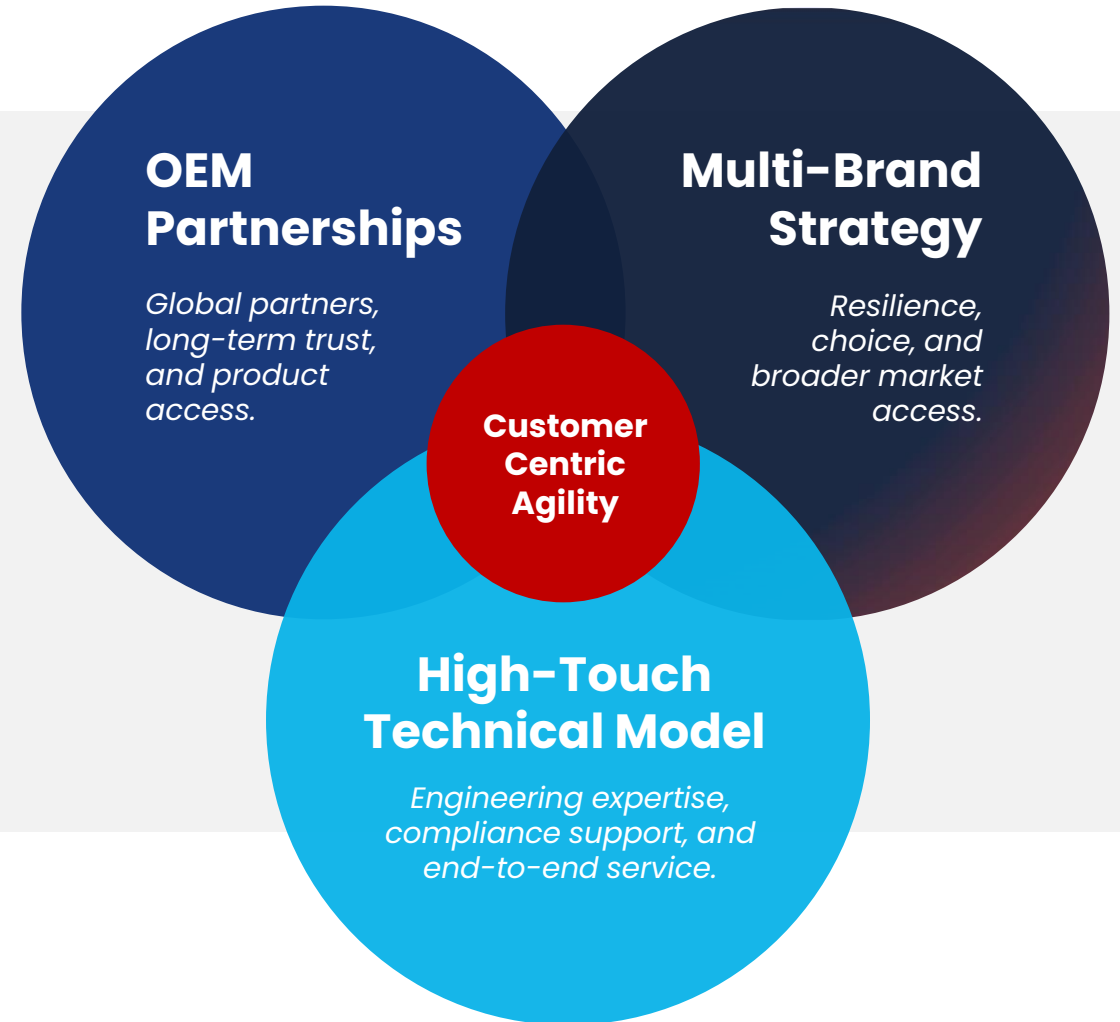 OEM
Partnerships
Global partners,
long-term trust,
and product
access.
Multi-Brand
Strategy
Resilience,
choice, and
broader market
access.
Customer
Centric
Agility
High-Touch
Technical Model
Engineering expertise,
compliance support, and
end-to-end service.